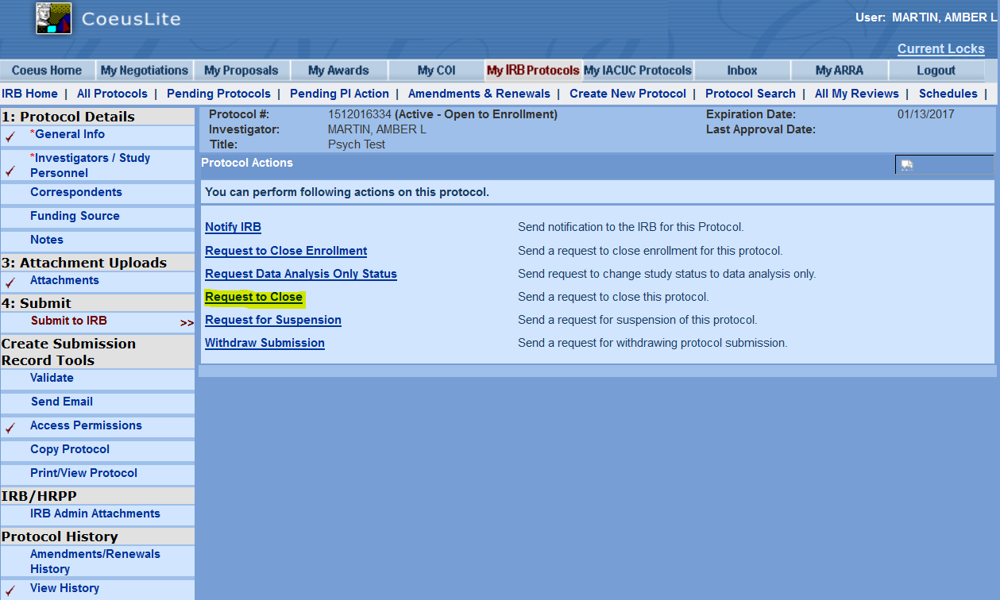 CoeusLite
User: MARTIN, AMBER L
Current Locks
Coeus Home My Negotiations My Proposals My Awards My COI My IRB Protocols My IACUC Protocols Inbox My ARRA Logout
IRB Home | All Protocols | Pending Protocols | Pending PI Action | Amendments & Renewals | Create New Protocol | Protocol Search | All My Reviews | Schedules |
1: Protocol Details
*General Info
*Investigators / Study
Personnel
Correspondents
Funding Source
Notes
3: Attachment Uploads
Attachments
4: Submit
Submit to IRB >>
Create Submission
Record Tools
Validate
Send Email
Access Permissions
Copy Protocol
Print/View Protocol
IRB/HRPP
IRB Admin Attachments
Protocol History
Amendments/Renewals
History
View History
Protocol #: 1512016334 (Active - Open to Enrollment) Expiration Date: 01/13/2017
Investigator: MARTIN, AMBER L Last Approval Date:
Title: Psych Test
Protocol Actions
You can perform following actions on this protocol.
Notify IRB Send notification to the IRB for this Protocol.
Request to Close Enrollment Send a request to close enrollment for this protocol.
Request Data Analysis Only Status Send request to change study status to data analysis only.
Request to Close Send a request to close this protocol.
Request for Suspension Send a request for suspension of this protocol.
Withdraw Submission Send a request for withdrawing protocol submission.